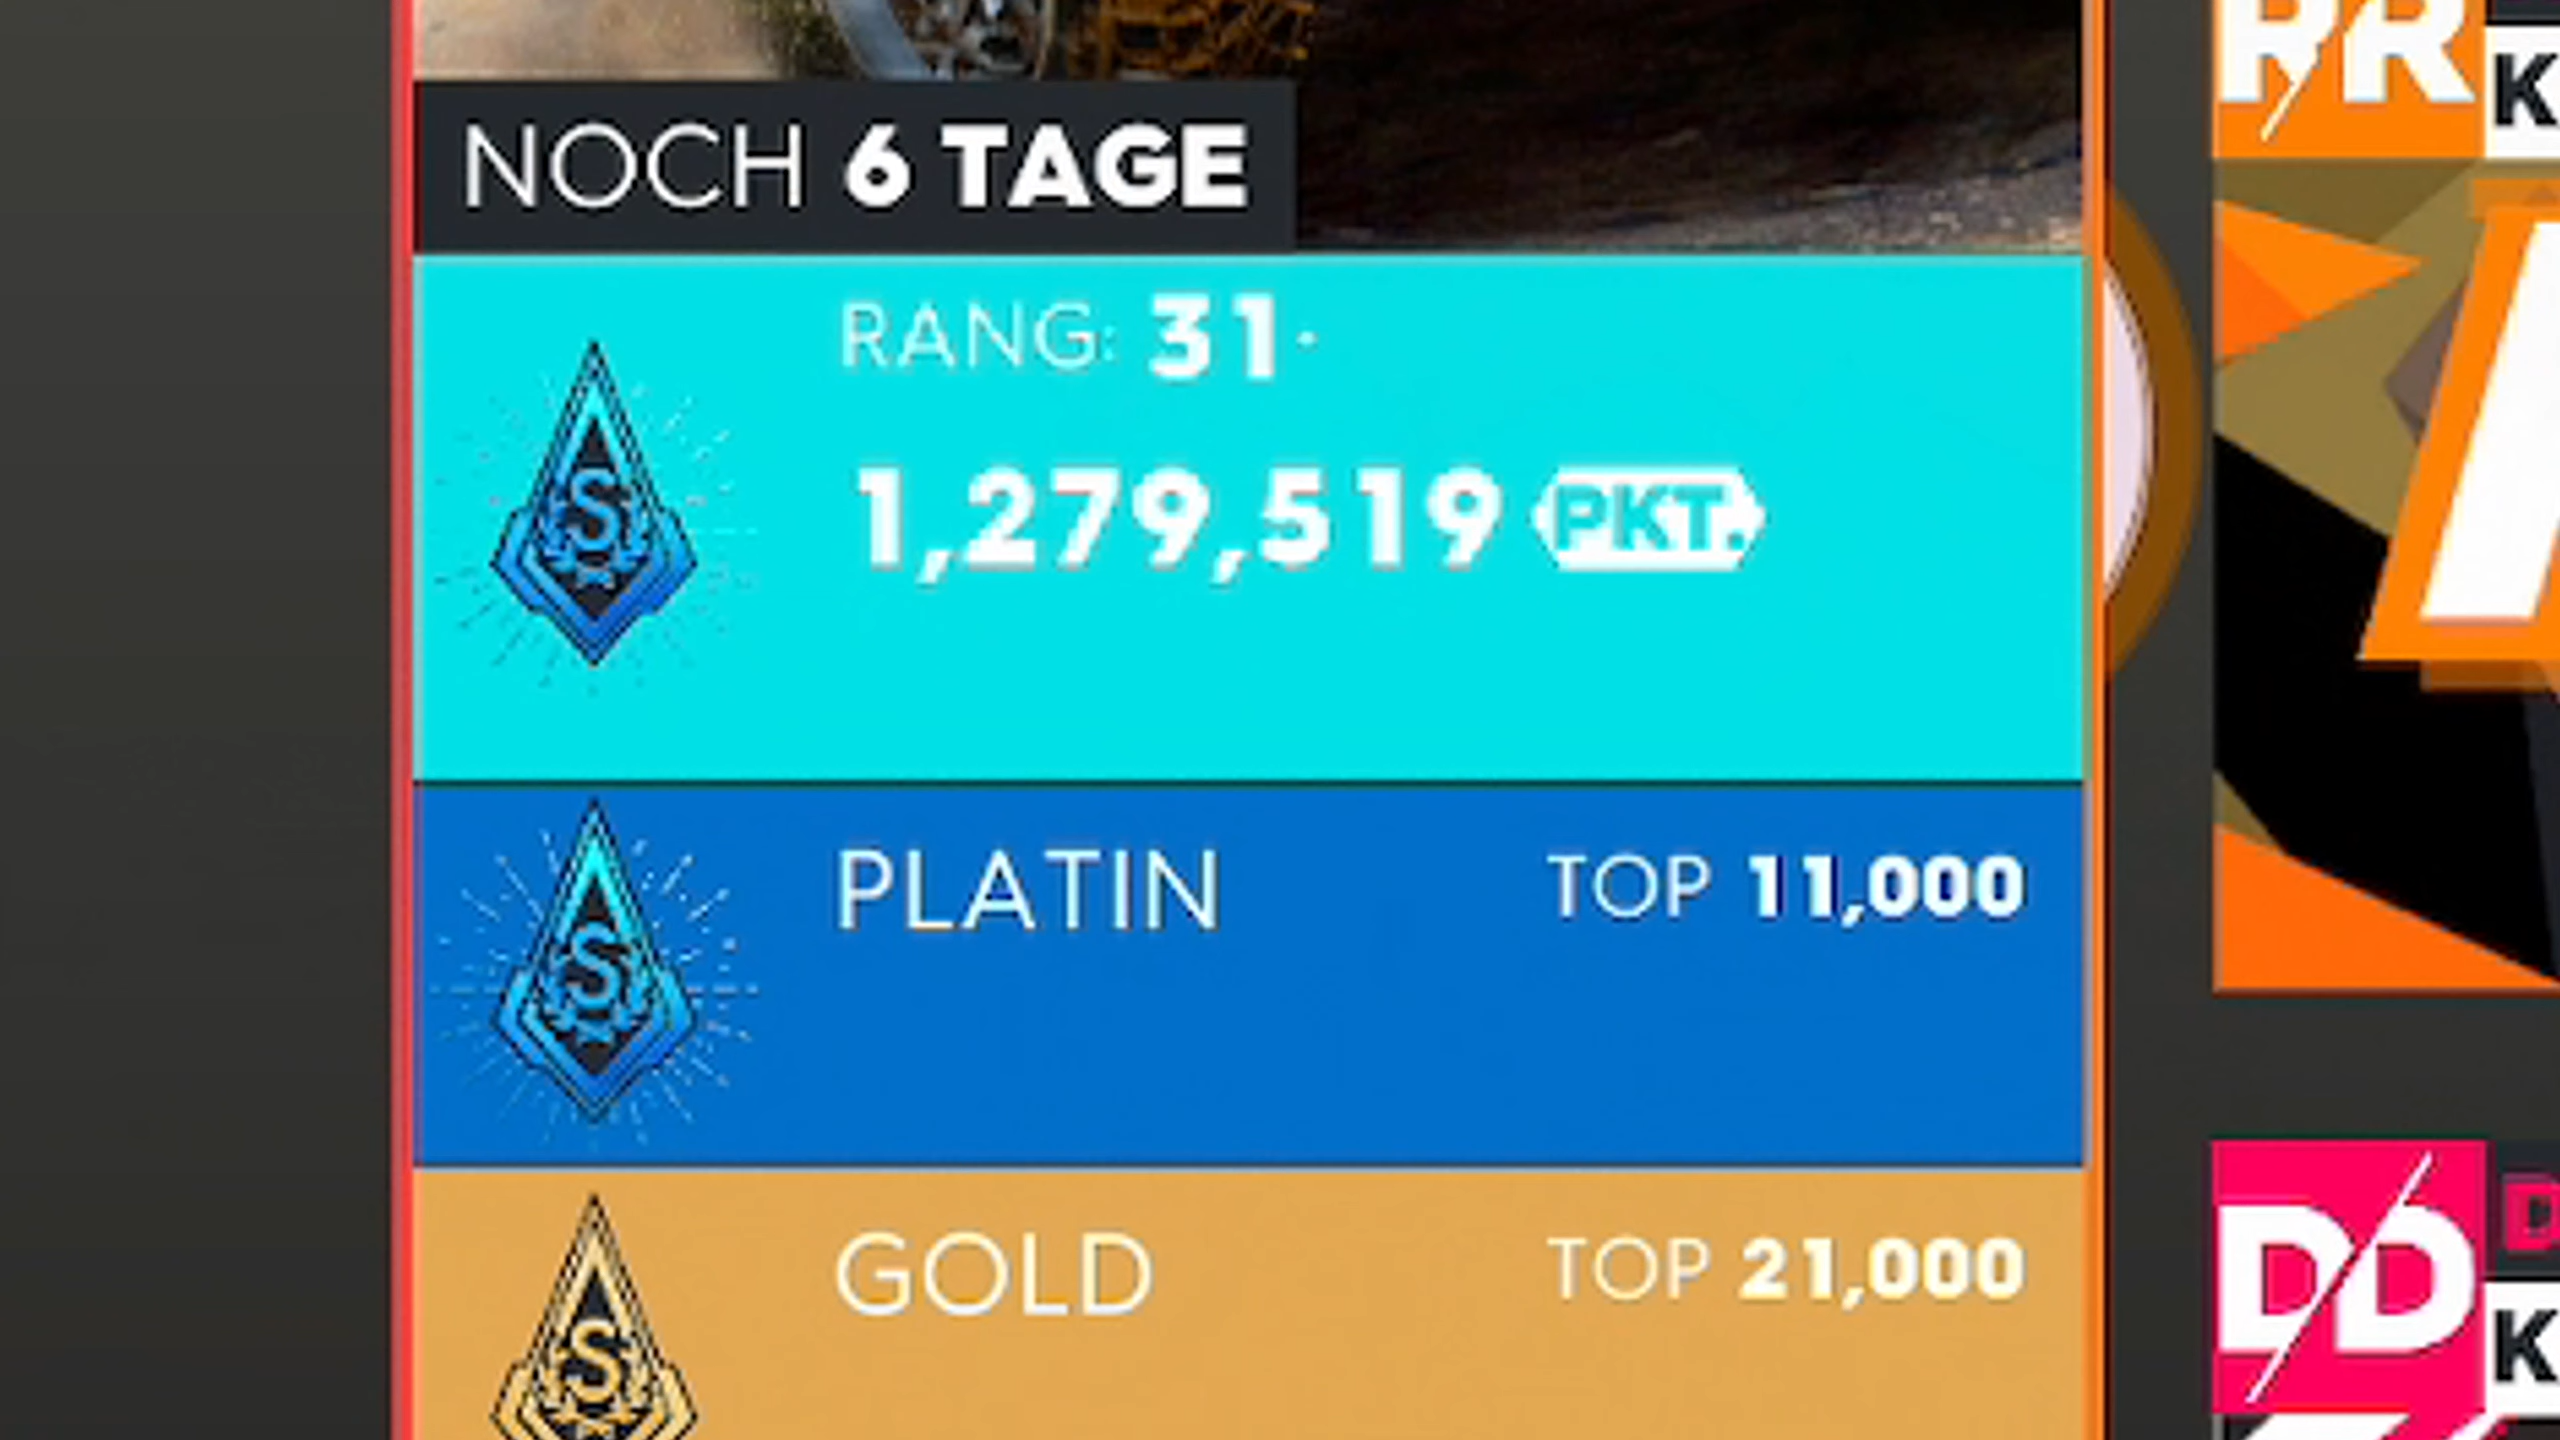 NOCH 6 TAGE
RANG: 31.
1,279,519 PKT.
PLATIN TOP 11,000
GOLD TOP 21,000